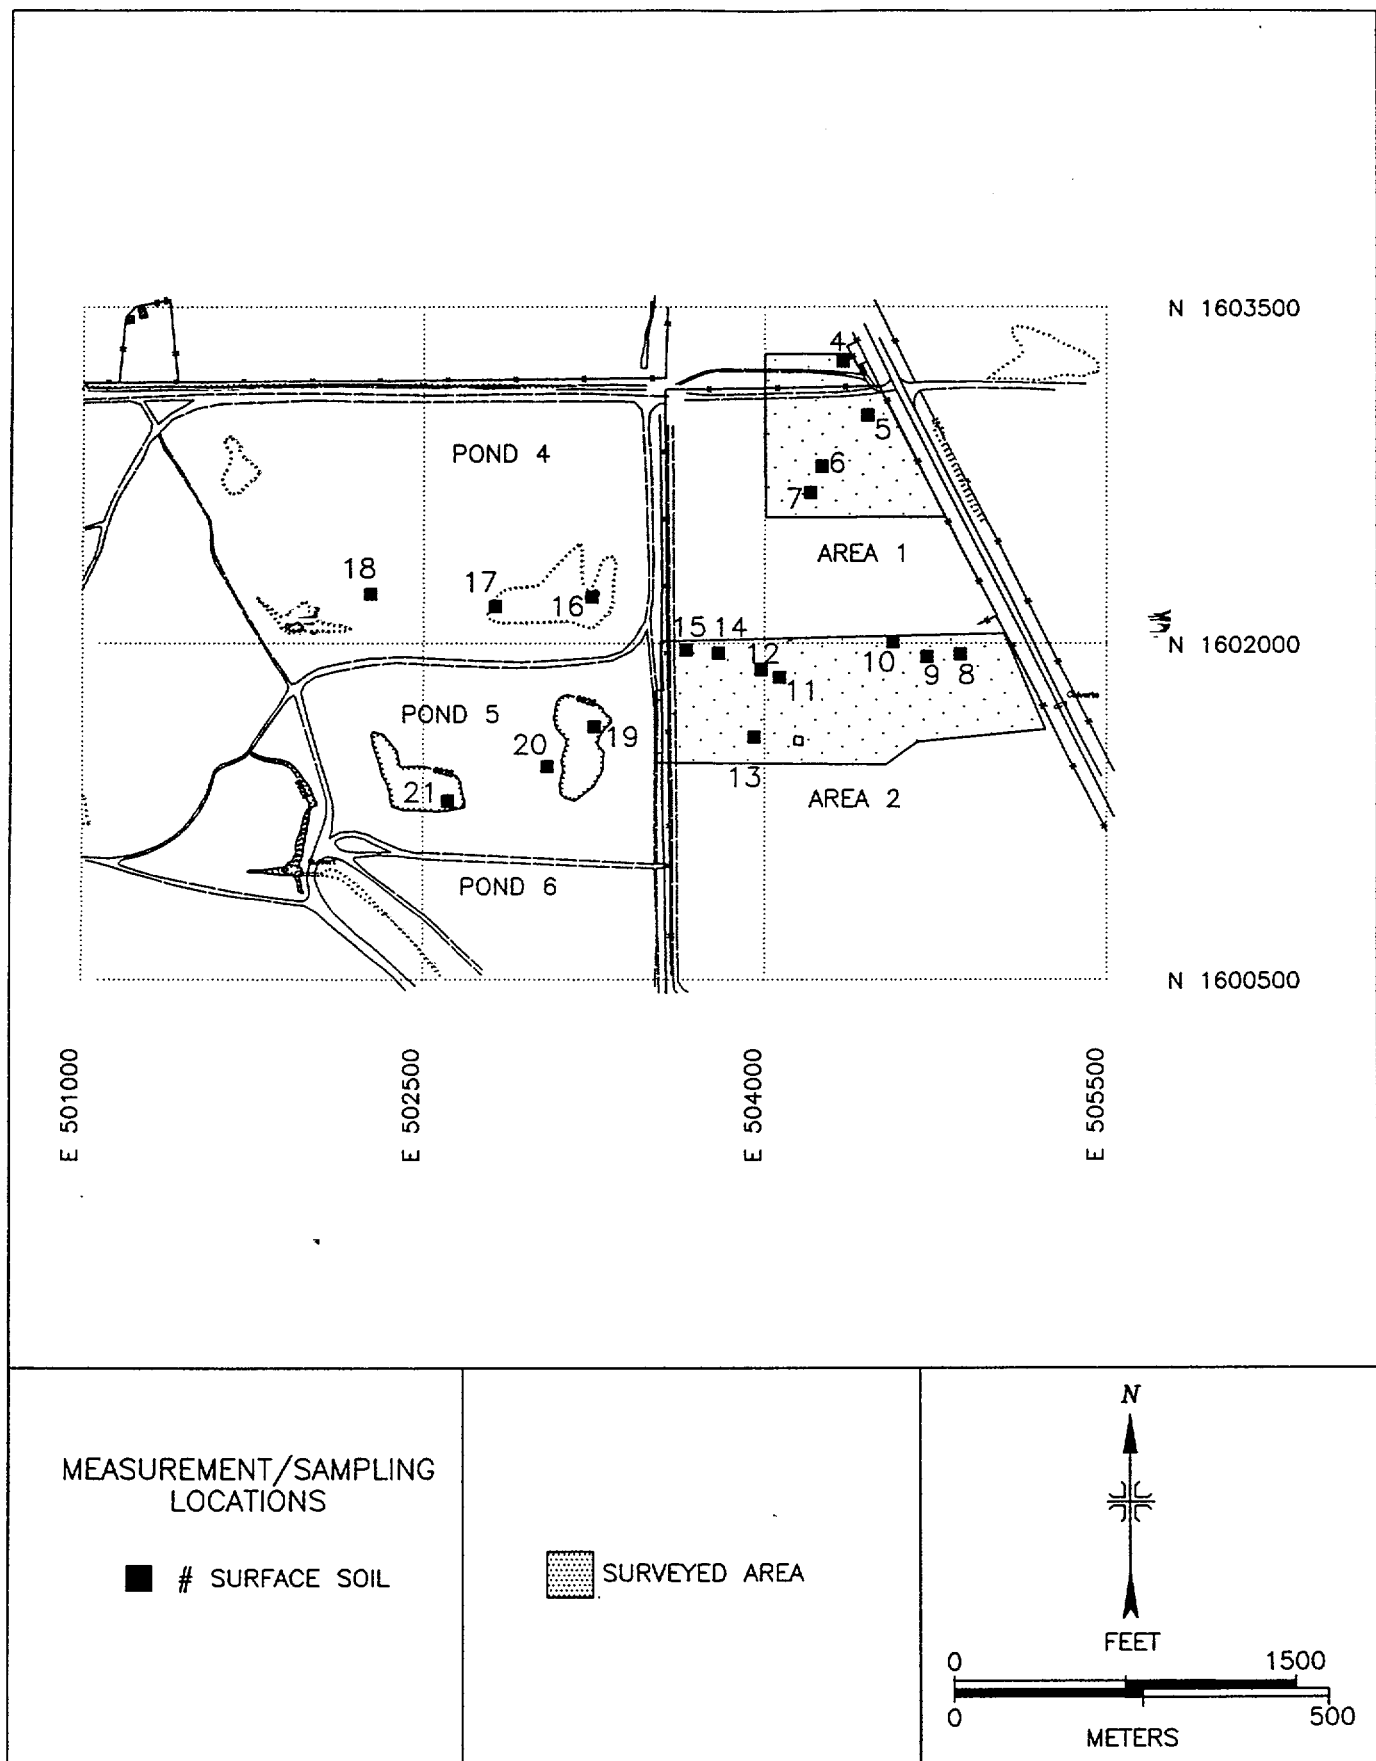 N 1603500
4
5
POND 4
6
7
AREA 1
18
17
16
15 14
N 1602000
12
10
9 8
11
POND 5
19
20
13
21
AREA 2
POND 6
N 1600500
E 501000
E 502500
E 504000
E 505500
MEASUREMENT/SAMPLING
LOCATIONS
# SURFACE SOIL
SURVEYED AREA
N
FEET
0 1500
0 500
METERS